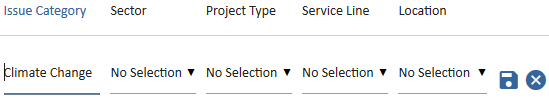 Issue Category Sector Project Type Service Line Location
Climate Change No Selection ▼ No Selection ▼ No Selection ▼ No Selection ▼